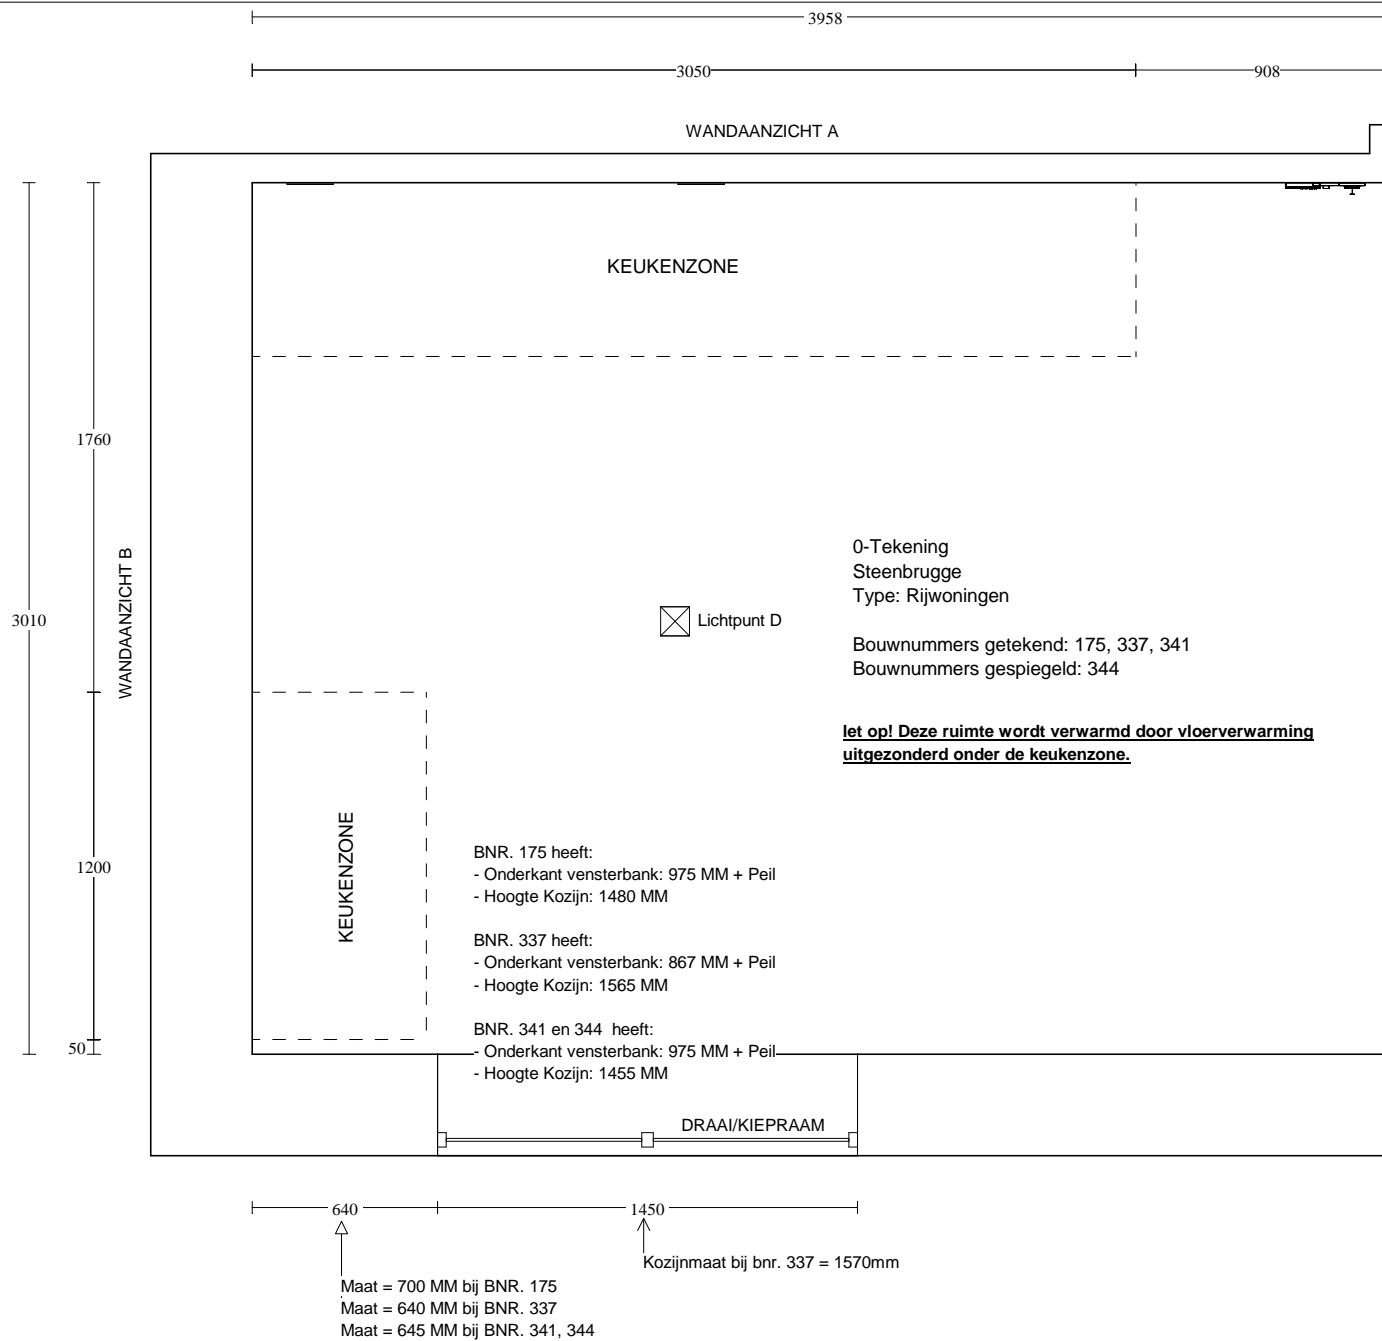 3958
3050
908
WANDAANZICHT A
KEUKENZONE
1760
3010
WANDAANZICHT B
0-Tekening
Steenbrugge
Type: Rijwoningen
Lichtpunt D
Bouwnummers getekend: 175, 337, 341
Bouwnummers gespiegeld: 344
let op! Deze ruimte wordt verwarmd door vloerverwarming
uitgezonderd onder de keukenzone.
1200
50
KEUKENZONE
BNR. 175 heeft:
- Onderkant vensterbank: 975 MM + Peil
- Hoogte Kozijn: 1480 MM
BNR. 337 heeft:
- Onderkant vensterbank: 867 MM + Peil
- Hoogte Kozijn: 1565 MM
BNR. 341 en 344 heeft:
- Onderkant vensterbank: 975 MM + Peil
- Hoogte Kozijn: 1455 MM
DRAAI/KIEPRAAM
640
1450
Kozijnmaat bij bnr. 337 = 1570mm
Maat = 700 MM bij BNR. 175
Maat = 640 MM bij BNR. 337
Maat = 645 MM bij BNR. 341, 344